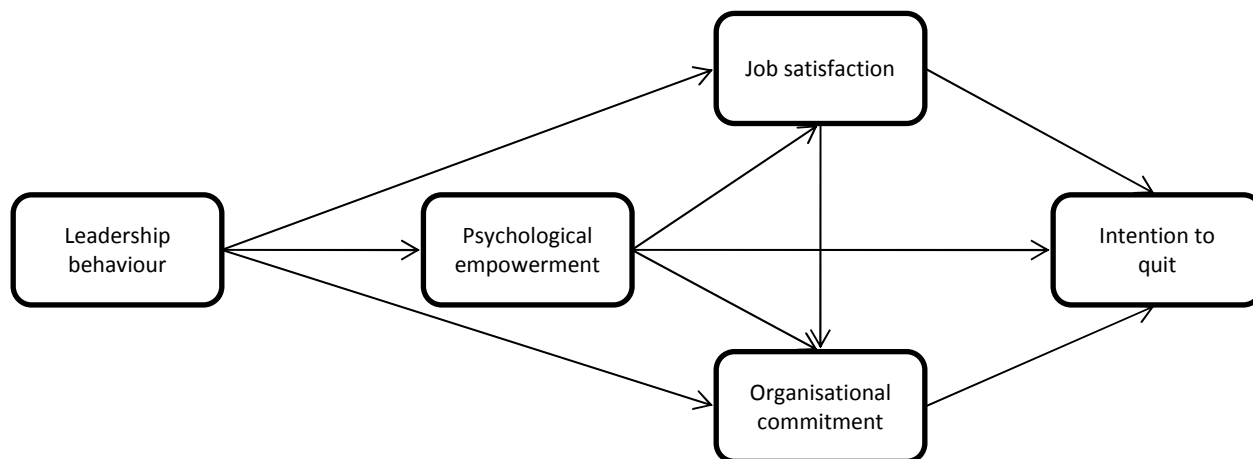 Job satisfaction
Leadership
behaviour
Psychological
empowerment
Intention to
quit
Organisational
commitment